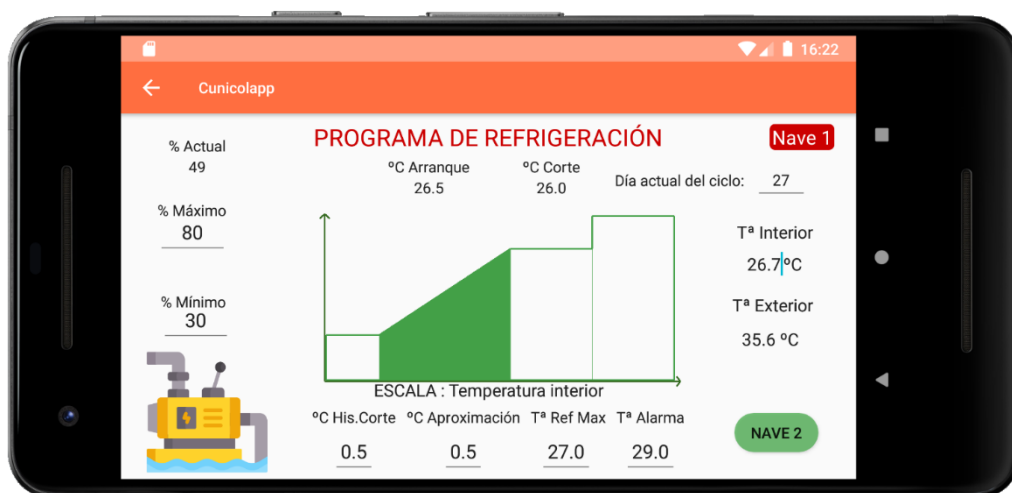 16:22
Cunicolapp
PROGRAMA DE REFRIGERACIÓN
Nave 1
% Actual
49
ºC Arranque
26.5
ºC Corte
26.0
Día actual del ciclo: 27
% Máximo
80
Tª Interior
26.7 ºC
% Mínimo
30
Tª Exterior
35.6 ºC
ESCALA : Temperatura interior
ºC His.Corte ºC Aproximación Tª Ref Max Tª Alarma
0.5 0.5 27.0 29.0
NAVE 2